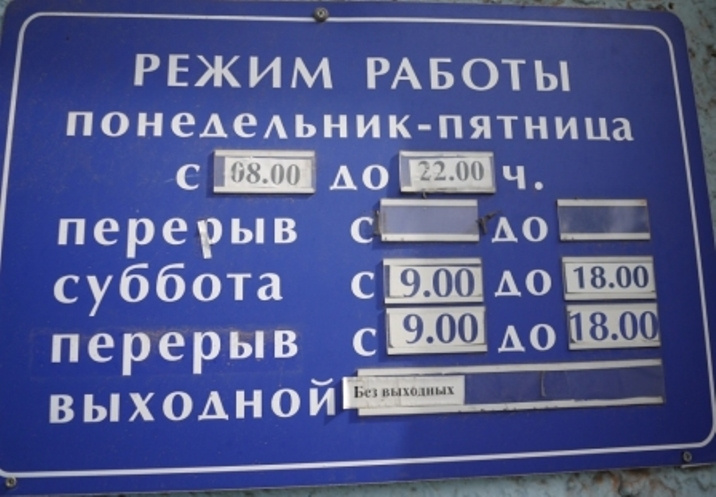 РЕЖИМ РАБОТЫ
понедельник-пятница
с 08.00 до 22.00 ч.
перерыв с до
суббота с 9.00 до 18.00
перерыв с 9.00 до 18.00
выходной Без выходных